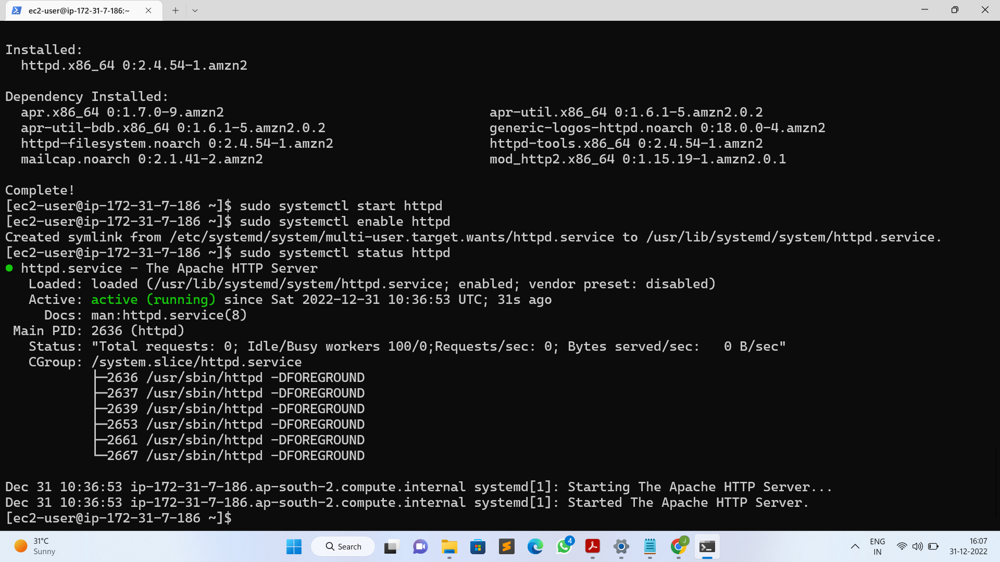 ec2-user@ip-172-31-7-186:~
Installed:
  httpd.x86_64 0:2.4.54-1.amzn2
Dependency Installed:
  apr.x86_64 0:1.7.0-9.amzn2                                  apr-util.x86_64 0:1.6.1-5.amzn2.0.2
  apr-util-bdb.x86_64 0:1.6.1-5.amzn2.0.2                     generic-logos-httpd.noarch 0:18.0.0-4.amzn2
  httpd-filesystem.noarch 0:2.4.54-1.amzn2                    httpd-tools.x86_64 0:2.4.54-1.amzn2
  mailcap.noarch 0:2.1.41-2.amzn2                             mod_http2.x86_64 0:1.15.19-1.amzn2.0.1
Complete!
[ec2-user@ip-172-31-7-186 ~]$ sudo systemctl start httpd
[ec2-user@ip-172-31-7-186 ~]$ sudo systemctl enable httpd
Created symlink from /etc/systemd/system/multi-user.target.wants/httpd.service to /usr/lib/systemd/system/httpd.service.
[ec2-user@ip-172-31-7-186 ~]$ sudo systemctl status httpd
● httpd.service - The Apache HTTP Server
   Loaded: loaded (/usr/lib/systemd/system/httpd.service; enabled; vendor preset: disabled)
   Active: active (running) since Sat 2022-12-31 10:36:53 UTC; 31s ago
     Docs: man:httpd.service(8)
 Main PID: 2636 (httpd)
   Status: "Total requests: 0; Idle/Busy workers 100/0;Requests/sec: 0; Bytes served/sec:   0 B/sec"
   CGroup: /system.slice/httpd.service
           ├─2636 /usr/sbin/httpd -DFOREGROUND
           ├─2637 /usr/sbin/httpd -DFOREGROUND
           ├─2639 /usr/sbin/httpd -DFOREGROUND
           ├─2653 /usr/sbin/httpd -DFOREGROUND
           ├─2661 /usr/sbin/httpd -DFOREGROUND
           └─2667 /usr/sbin/httpd -DFOREGROUND
Dec 31 10:36:53 ip-172-31-7-186.ap-south-2.compute.internal systemd[1]: Starting The Apache HTTP Server...
Dec 31 10:36:53 ip-172-31-7-186.ap-south-2.compute.internal systemd[1]: Started The Apache HTTP Server.
[ec2-user@ip-172-31-7-186 ~]$
31°C
Sunny
Search
4
J
ENG
IN
16:07
31-12-2022